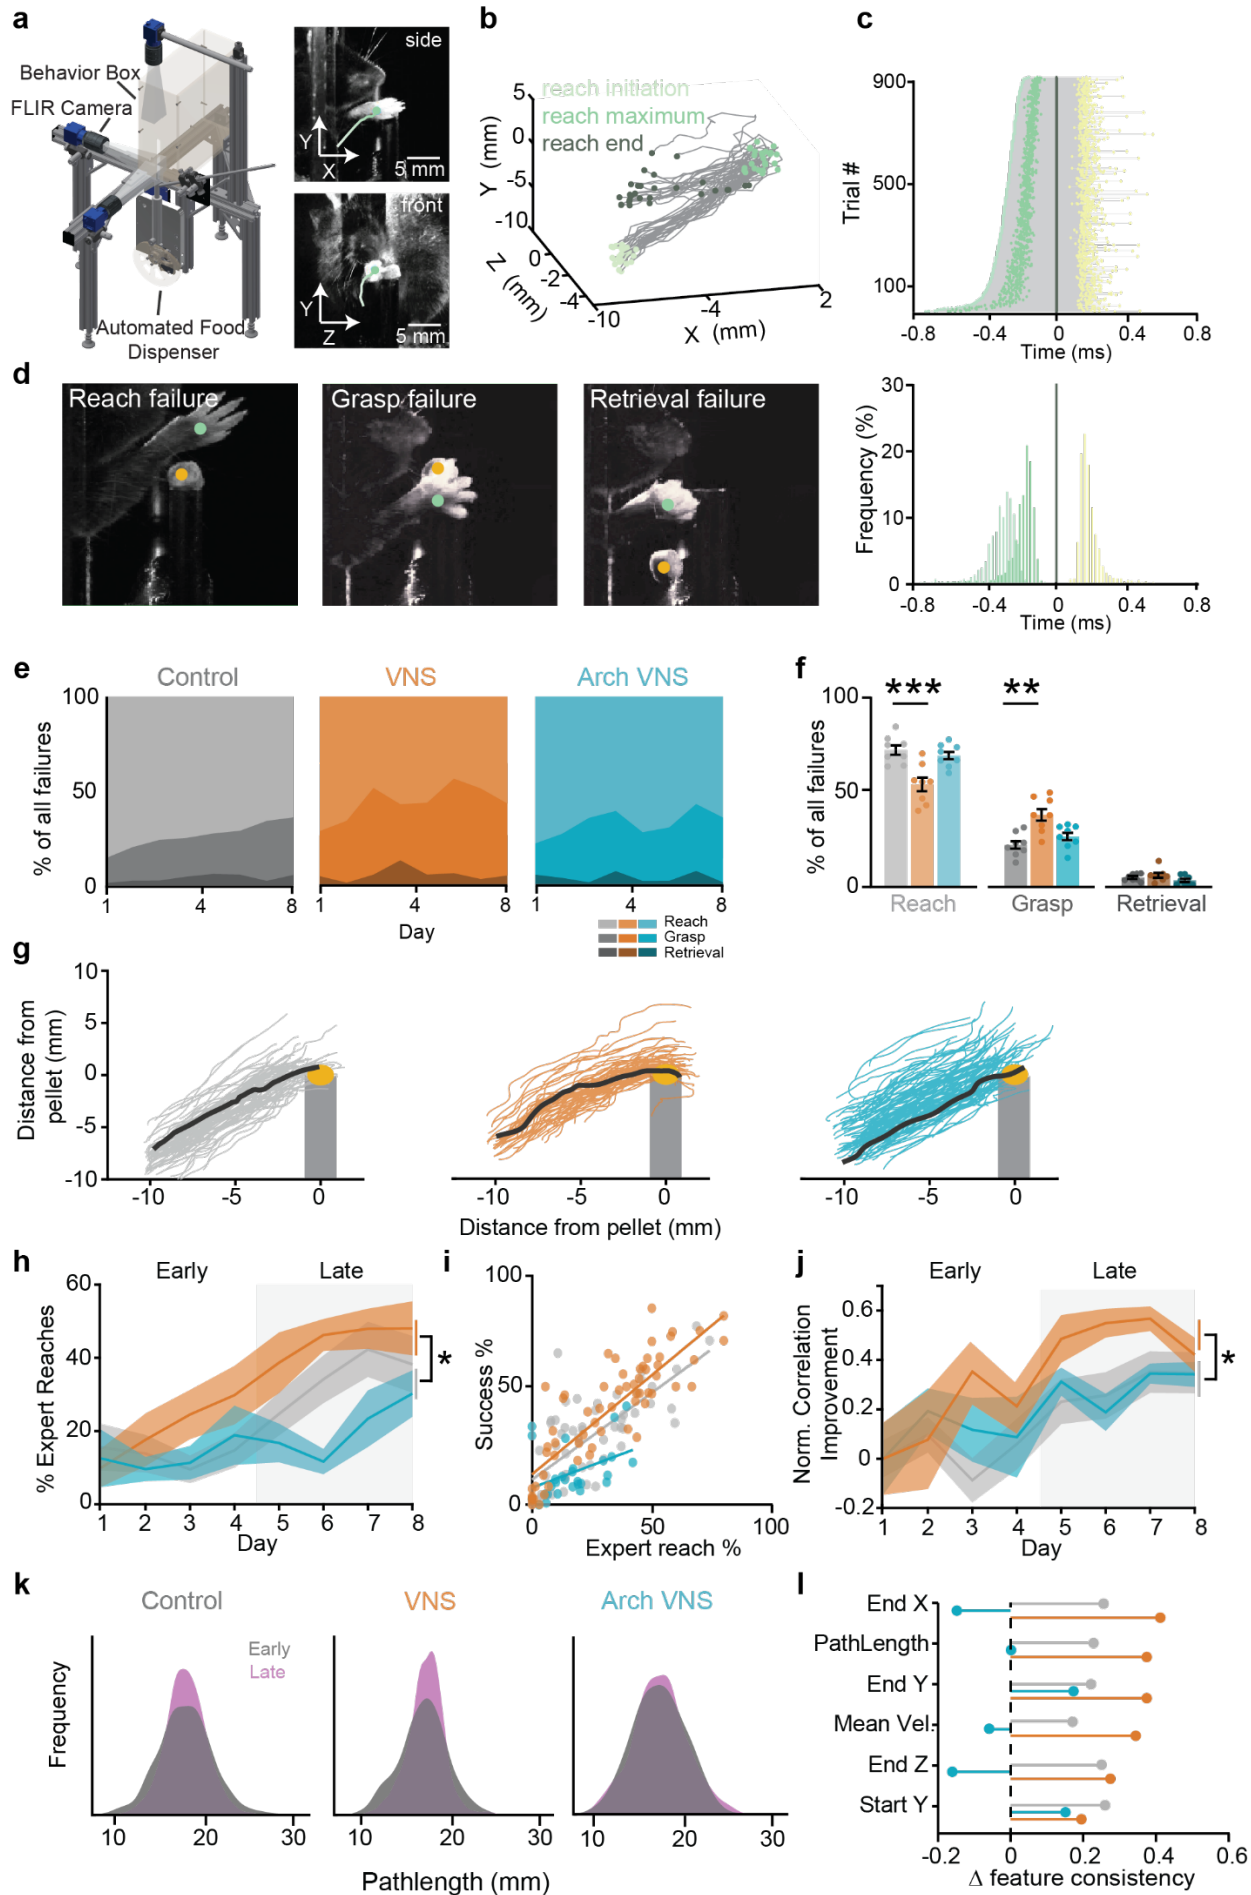 a
Behavior Box
FLIR Camera
Automated Food
Dispenser
side
Y
X
5 mm
front
Y
Z
5 mm
b
reach initiation
reach maximum
reach end
5
0
-5
-10
Y (mm)
0
-2
-4
Z (mm)
-10
-4
2
X (mm)
c
900
500
100
Trial #
-0.8
-0.4
0
0.4
0.8
Time (ms)
30
20
10
0
Frequency (%)
-0.8
-0.4
0
0.4
0.8
Time (ms)
d
Reach failure
Grasp failure
Retrieval failure
e
Control
VNS
Arch VNS
100
50
0
% of all failures
1
4
8
1
4
8
1
4
8
Day
Reach
Grasp
Retrieval
f
100
50
0
% of all failures
***
**
Reach
Grasp
Retrieval
g
10
5
0
-5
-10
Distance from
pellet (mm)
-10
-5
0
-10
-5
0
-10
-5
0
Distance from pellet (mm)
h
Early
Late
60
40
20
0
% Expert Reaches
*
1
2
3
4
5
6
7
8
Day
i
100
50
0
Success %
0
50
100
Expert reach %
j
Early
Late
0.6
0.4
0.2
0
-0.2
Norm. Correlation
Improvement
*
1
2
3
4
5
6
7
8
Day
k
Control
VNS
Arch VNS
Early
Late
Frequency
10
20
30
10
20
30
10
20
30
Pathlength (mm)
l
End X
PathLength
End Y
Mean Vel.
End Z
Start Y
-0.2
0
0.2
0.4
0.6
Δ feature consistency